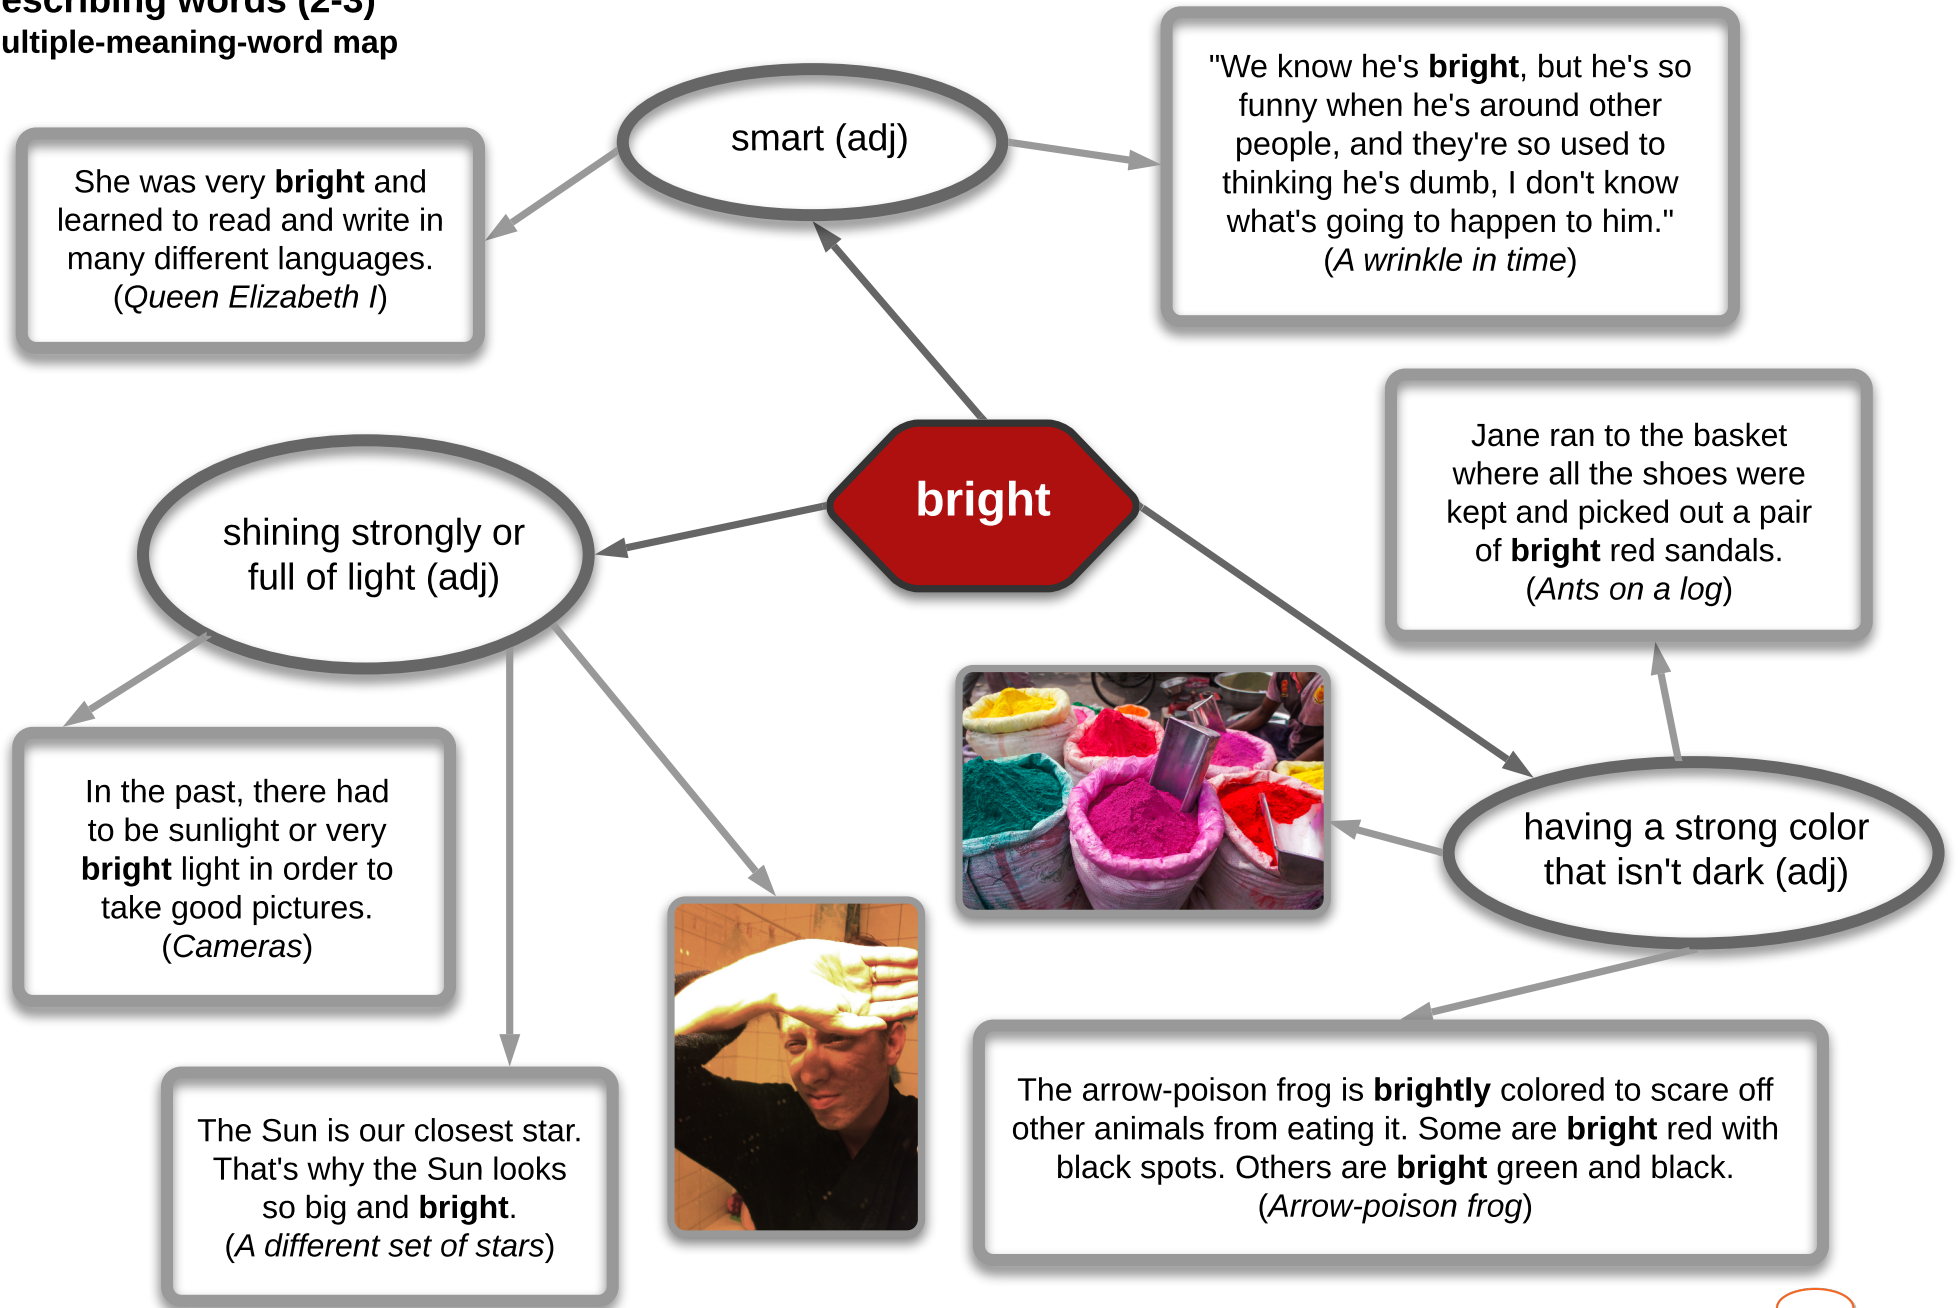 escribing words (2-3)
ultiple-meaning-word map
smart (adj)
"We know he's bright, but he's so
funny when he's around other
people, and they're so used to
thinking he's dumb, I don't know
what's going to happen to him."
(A wrinkle in time)
She was very bright and
learned to read and write in
many different languages.
(Queen Elizabeth I)
bright
Jane ran to the basket
where all the shoes were
kept and picked out a pair
of bright red sandals.
(Ants on a log)
shining strongly or
full of light (adj)
having a strong color
that isn't dark (adj)
In the past, there had
to be sunlight or very
bright light in order to
take good pictures.
(Cameras)
The Sun is our closest star.
That's why the Sun looks
so big and bright.
(A different set of stars)
The arrow-poison frog is brightly colored to scare off
other animals from eating it. Some are bright red with
black spots. Others are bright green and black.
(Arrow-poison frog)